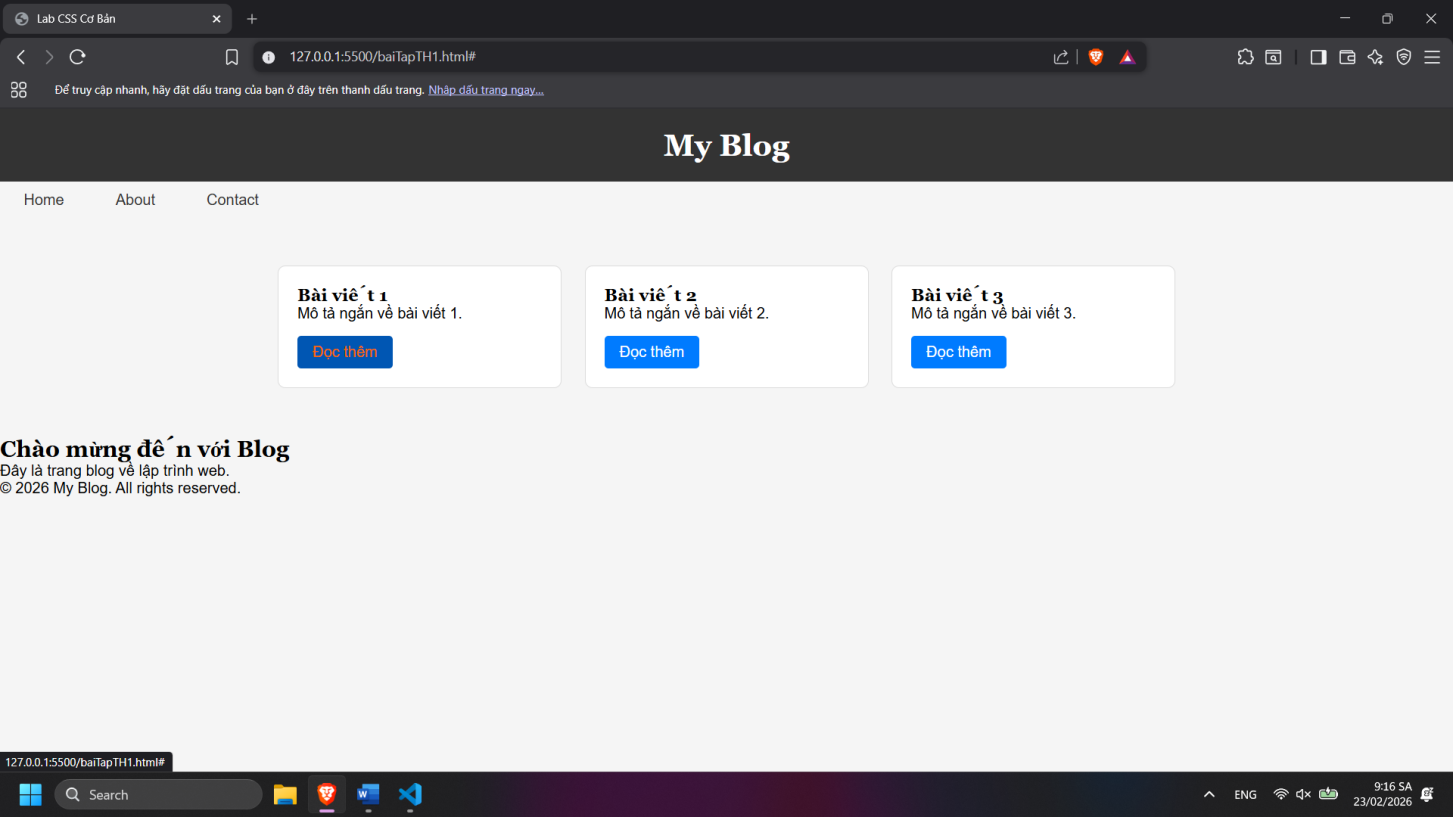 Lab CSS Cơ Bản
127.0.0.1:5500/baiTapTH1.html#
Để truy cập nhanh, hãy đặt dấu trang của bạn ở đây trên thanh dấu trang. Nhập dấu trang ngay...
My Blog
Home About Contact
Bài viết 1 Bài viết 2 Bài viết 3
Mô tả ngắn về bài viết 1. Mô tả ngắn về bài viết 2. Mô tả ngắn về bài viết 3.
Đọc thêm Đọc thêm Đọc thêm
Chào mừng đến với Blog
Đây là trang blog về lập trình web.
© 2026 My Blog. All rights reserved.
127.0.0.1:5500/baiTapTH1.html#
Search
ENG
9:16 SA
23/02/2026